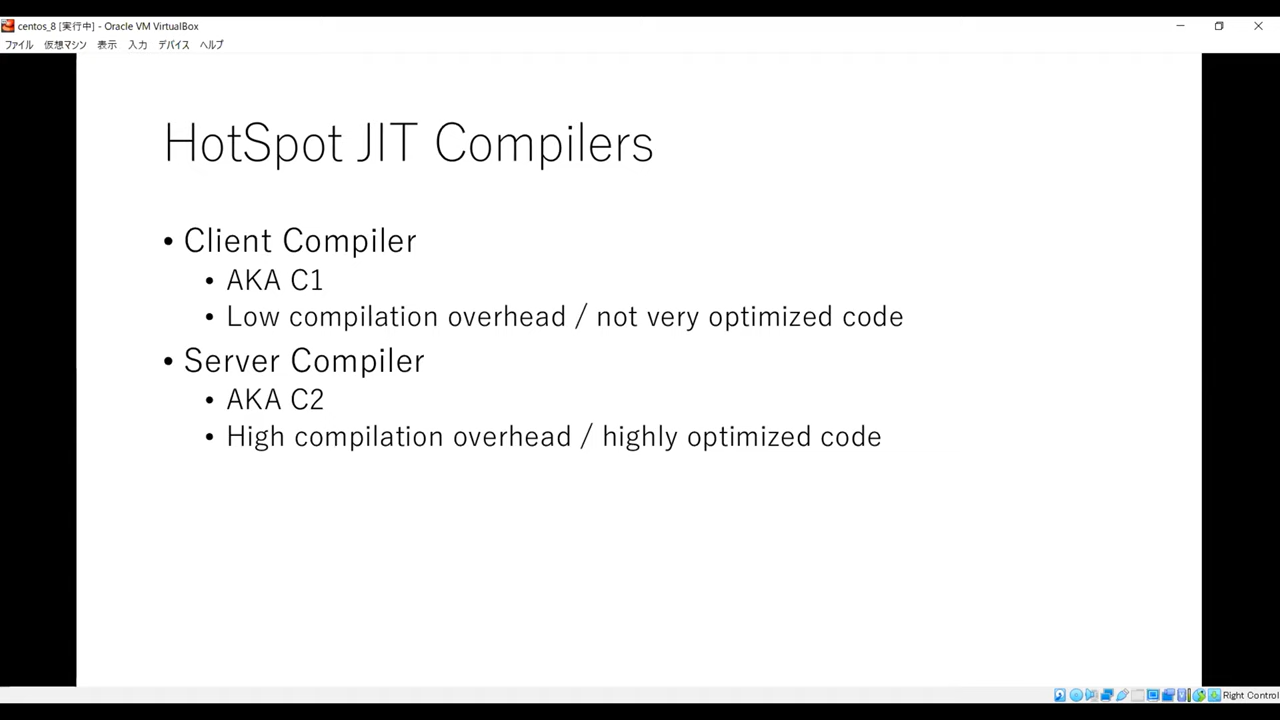 centos_8 [実行中] - Oracle VM VirtualBox
ファイル 仮想マシン 表示 入力 デバイス ヘルプ
HotSpot JIT Compilers
• Client Compiler
• AKA C1
• Low compilation overhead / not very optimized code
• Server Compiler
• AKA C2
• High compilation overhead / highly optimized code
Right Control